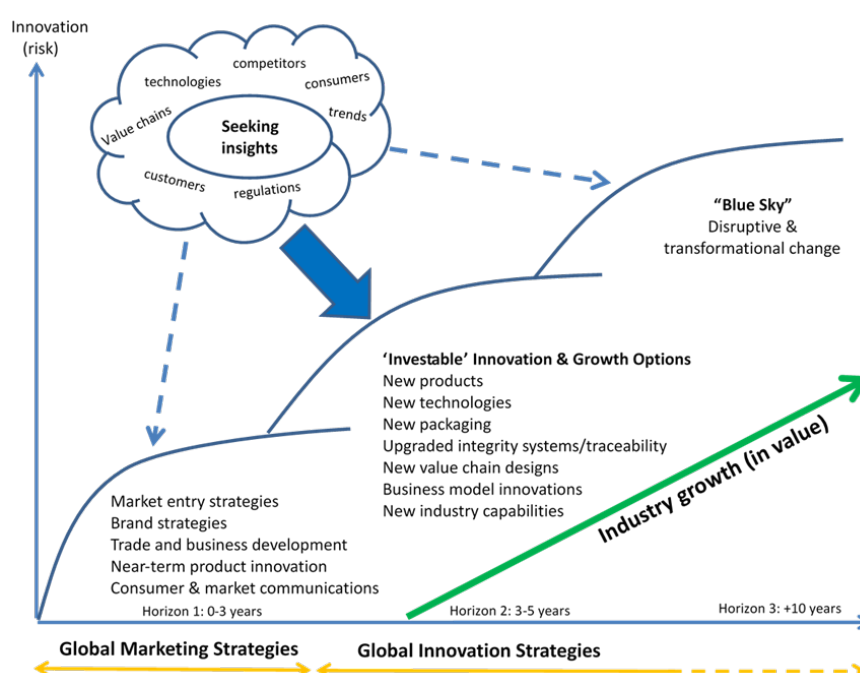 Innovation
(risk)
competitors
technologies
consumers
Value chains
trends
Seeking
insights
customers
regulations
“Blue Sky”
Disruptive &
transformational change
‘Investable’ Innovation & Growth Options
New products
New technologies
New packaging
Upgraded integrity systems/traceability
New value chain designs
Business model innovations
New industry capabilities
Industry growth (in value)
Market entry strategies
Brand strategies
Trade and business development
Near-term product innovation
Consumer & market communications
Horizon 1: 0-3 years
Horizon 2: 3-5 years
Horizon 3: +10 years
Global Marketing Strategies
Global Innovation Strategies